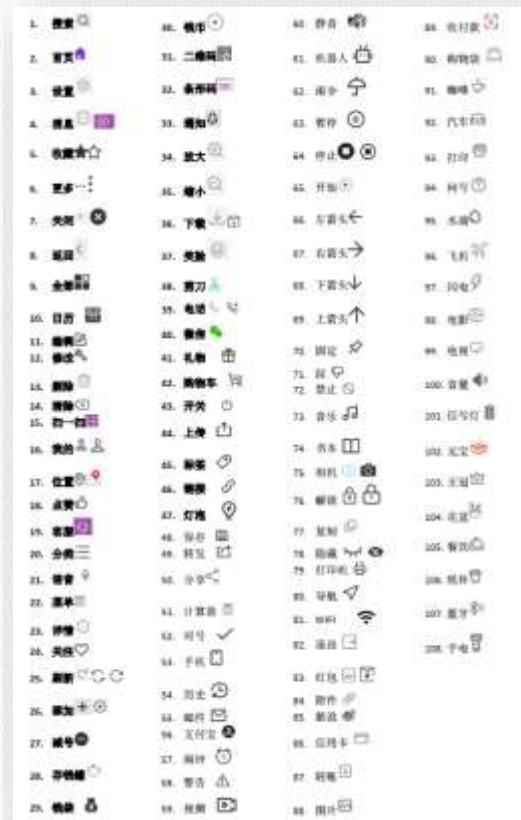 1. 搜索
2. 首页
3. 设置
4. 消息
5. 收藏
6. 更多
7. 关闭
8. 返回
9. 全部
10. 日历
11. 编辑
12. 修改
13. 删除
14. 清除
15. 扫一扫
16. 我的
17. 位置
18. 点赞
19. 客服
20. 分类
21. 语音
22. 菜单
23. 详情
24. 关注
25. 刷新
26. 添加
27. 减号
28. 存钱罐
29. 钱袋
30. 钱币
31. 二维码
32. 条形码
33. 通知
34. 放大
35. 缩小
36. 下载
37. 笑脸
38. 剪刀
39. 电话
40. 微信
41. 礼物
42. 购物车
43. 开关
44. 上传
45. 标签
46. 链接
47. 灯泡
48. 保存
49. 转发
50. 分享
51. 计算器
52. 对号
53. 手机
54. 历史
55. 邮件
56. 支付宝
57. 闹钟
58. 警告
59. 视频
60. 静音
61. 机器人
62. 雨伞
63. 暂停
64. 停止
65. 开始
66. 左箭头
67. 右箭头
68. 下箭头
69. 上箭头
70. 固定
71. 踩
72. 禁止
73. 音乐
74. 书本
75. 相机
76. 解锁
77. 复制
78. 隐藏
79. 打印机
80. 导航
81. WiFi
82. 退出
83. 红包
84. 附件
85. 新浪
86. 信用卡
87. 转账
88. 图片
89. 收付款
90. 购物袋
91. 咖啡
92. 汽车
93. 打印
94. 问号
95. 水滴
96. 飞机
97. 闪电
98. 电影
99. 电视
100. 音量
101. 信号灯
102. 元宝
103. 王冠
104. 花篮
105. 餐饮
106. 纸杯
107. 蓝牙
108. 手电